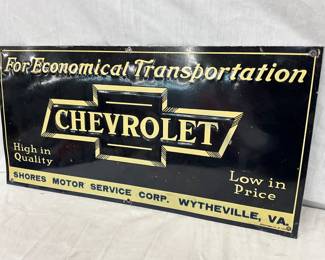 For Economical Transportation
CHEVROLET
High in
Quality
Low in
Price
SHORES MOTOR SERVICE CORP. WYTHEVILLE, VA.